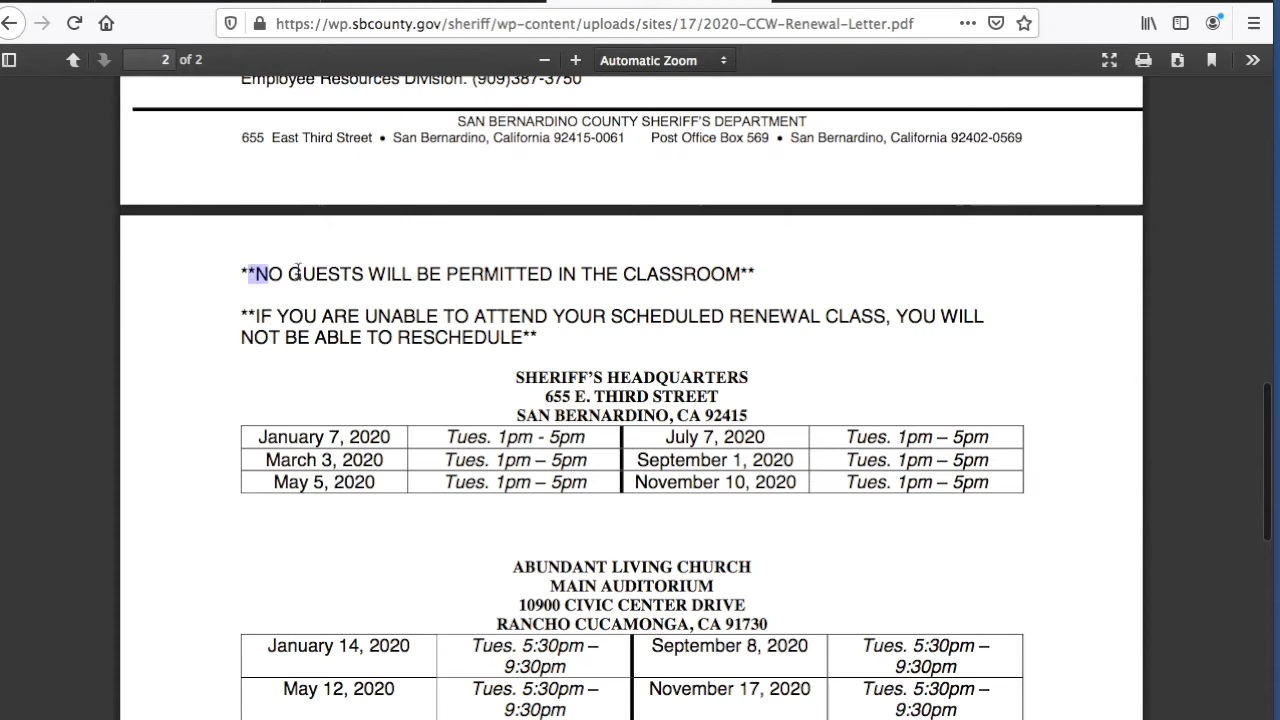 https://wp.sbcounty.gov/sheriff/wp-content/uploads/sites/17/2020-CCW-Renewal-Letter.pdf
2 of 2
Automatic Zoom
Employee Resources Division: (909)387-3750
SAN BERNARDINO COUNTY SHERIFF'S DEPARTMENT
655 East Third Street • San Bernardino, California 92415-0061 Post Office Box 569 • San Bernardino, California 92402-0569
**NO GUESTS WILL BE PERMITTED IN THE CLASSROOM**
**IF YOU ARE UNABLE TO ATTEND YOUR SCHEDULED RENEWAL CLASS, YOU WILL
NOT BE ABLE TO RESCHEDULE**
SHERIFF'S HEADQUARTERS
655 E. THIRD STREET
SAN BERNARDINO, CA 92415
January 7, 2020 Tues. 1pm - 5pm July 7, 2020 Tues. 1pm – 5pm
March 3, 2020 Tues. 1pm – 5pm September 1, 2020 Tues. 1pm – 5pm
May 5, 2020 Tues. 1pm – 5pm November 10, 2020 Tues. 1pm – 5pm
ABUNDANT LIVING CHURCH
MAIN AUDITORIUM
10900 CIVIC CENTER DRIVE
RANCHO CUCAMONGA, CA 91730
January 14, 2020 Tues. 5:30pm – September 8, 2020 Tues. 5:30pm –
9:30pm 9:30pm
May 12, 2020 Tues. 5:30pm – November 17, 2020 Tues. 5:30pm –
9:30pm 9:30pm